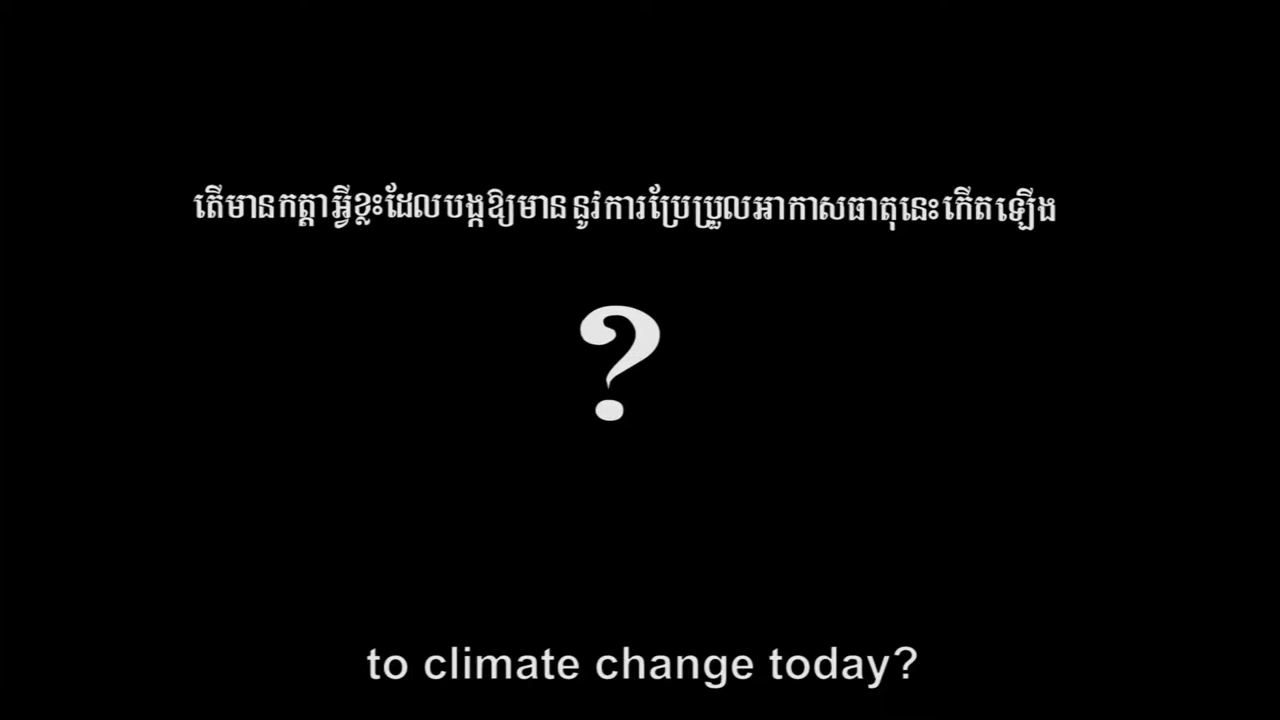 តើមានកត្តាអ្វីខ្លះដែលបង្កឱ្យមាននូវការប្រែប្រួលអាកាសធាតុនេះកើតឡើង
?
to climate change today?